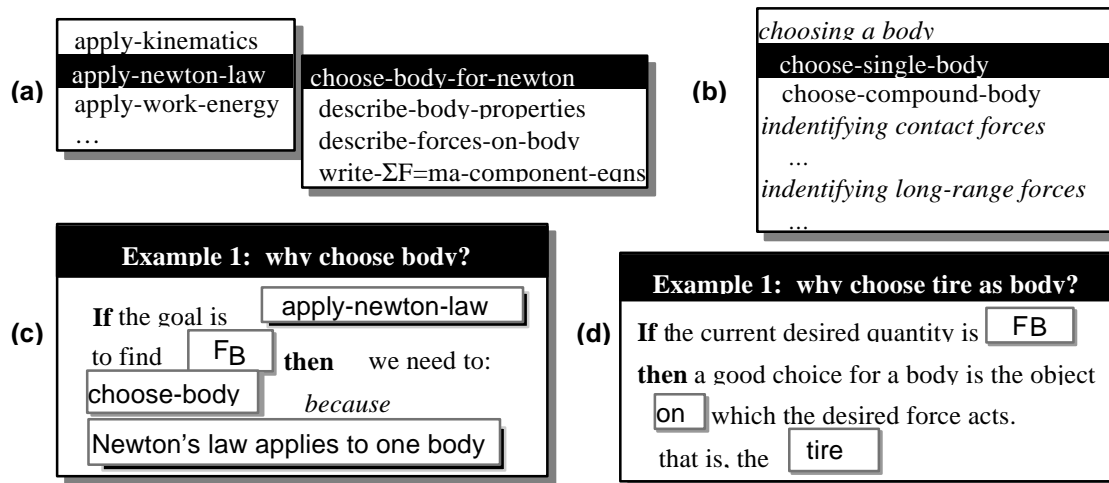 (a)
apply-kinematics
apply-newton-law
apply-work-energy
...
choose-body-for-newton
describe-body-properties
describe-forces-on-body
write-ΣF=ma-component-eqns
(b)
choosing a body
choose-single-body
choose-compound-body
indentifying contact forces
...
indentifying long-range forces
...
(c)
Example 1: why choose body?
If the goal is apply-newton-law
to find FB then we need to:
choose-body because
Newton's law applies to one body
(d)
Example 1: why choose tire as body?
If the current desired quantity is FB
then a good choice for a body is the object
on which the desired force acts.
that is, the tire